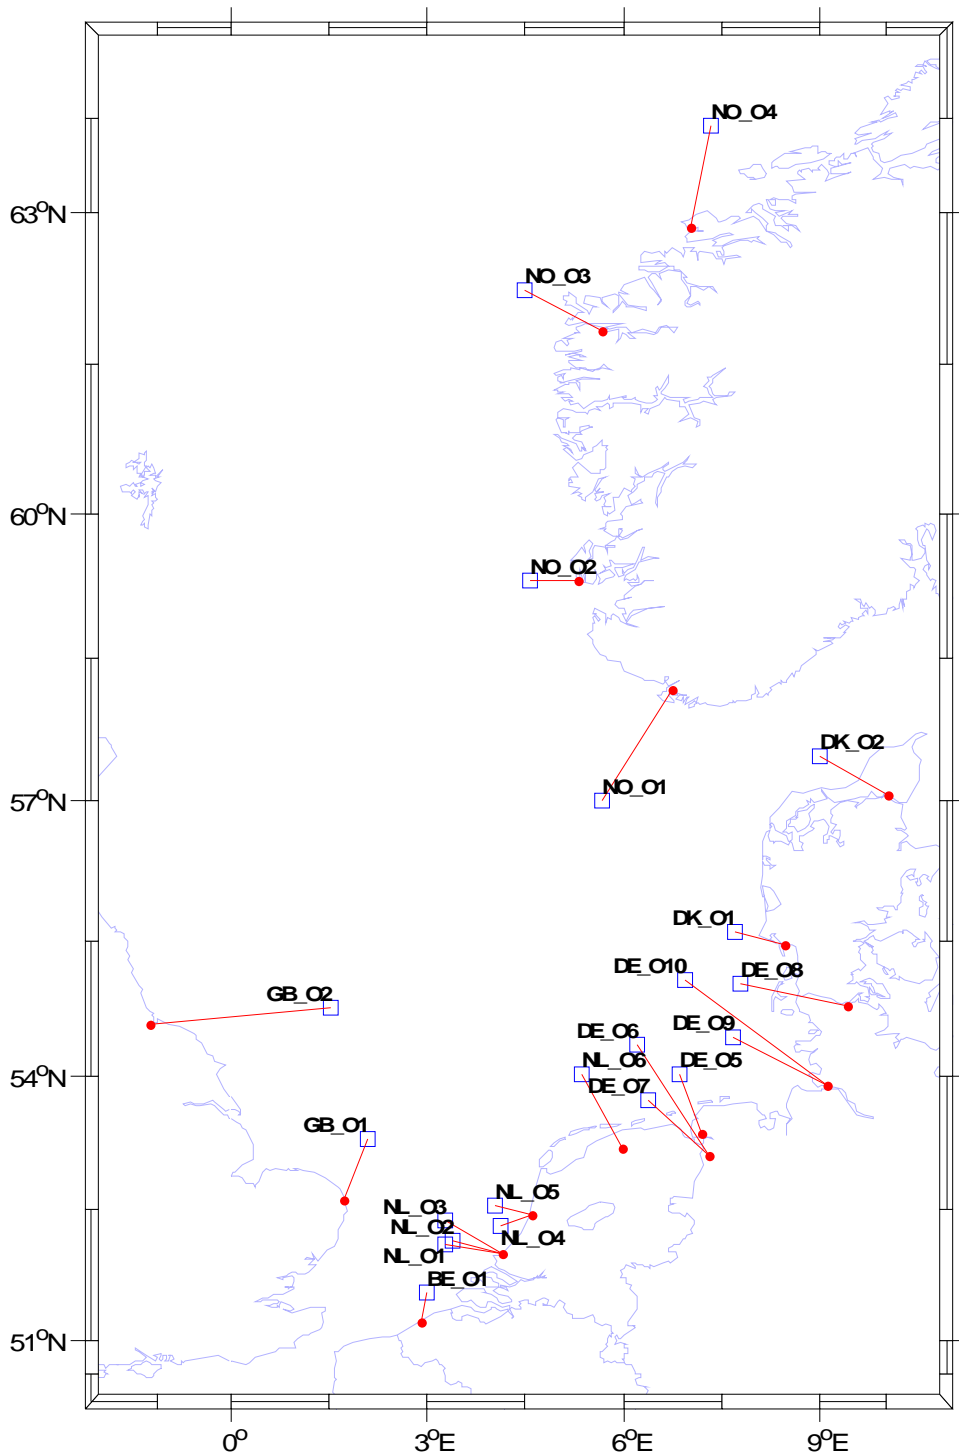 NO_O4
63°N
NO_O3
60°N
NO_O2
DK_O2
57°N
NO_O1
DK_O1
DE_O10
DE_O8
GB_O2
DE_O6
DE_O9
NL_O6
DE_O5
54°N
DE_O7
GB_O1
NL_O5
NL_O3
NL_O2
NL_O4
NL_O1
BE_O1
51°N
0°
3°E
6°E
9°E